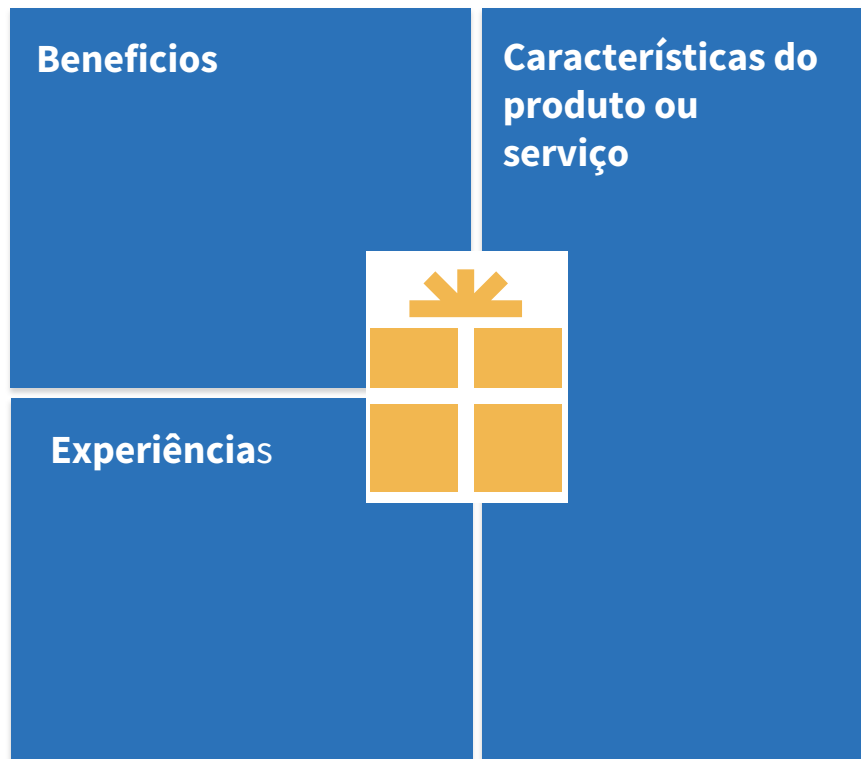 Beneficios
Características do
produto ou
serviço
Experiências